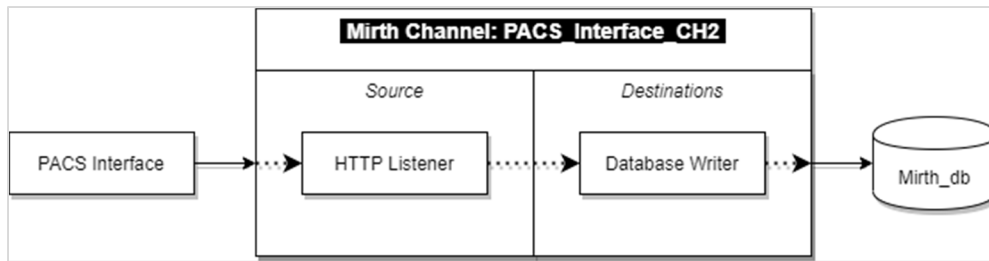 Mirth Channel: PACS_Interface_CH2
Source
Destinations
PACS Interface
HTTP Listener
Database Writer
Mirth_db